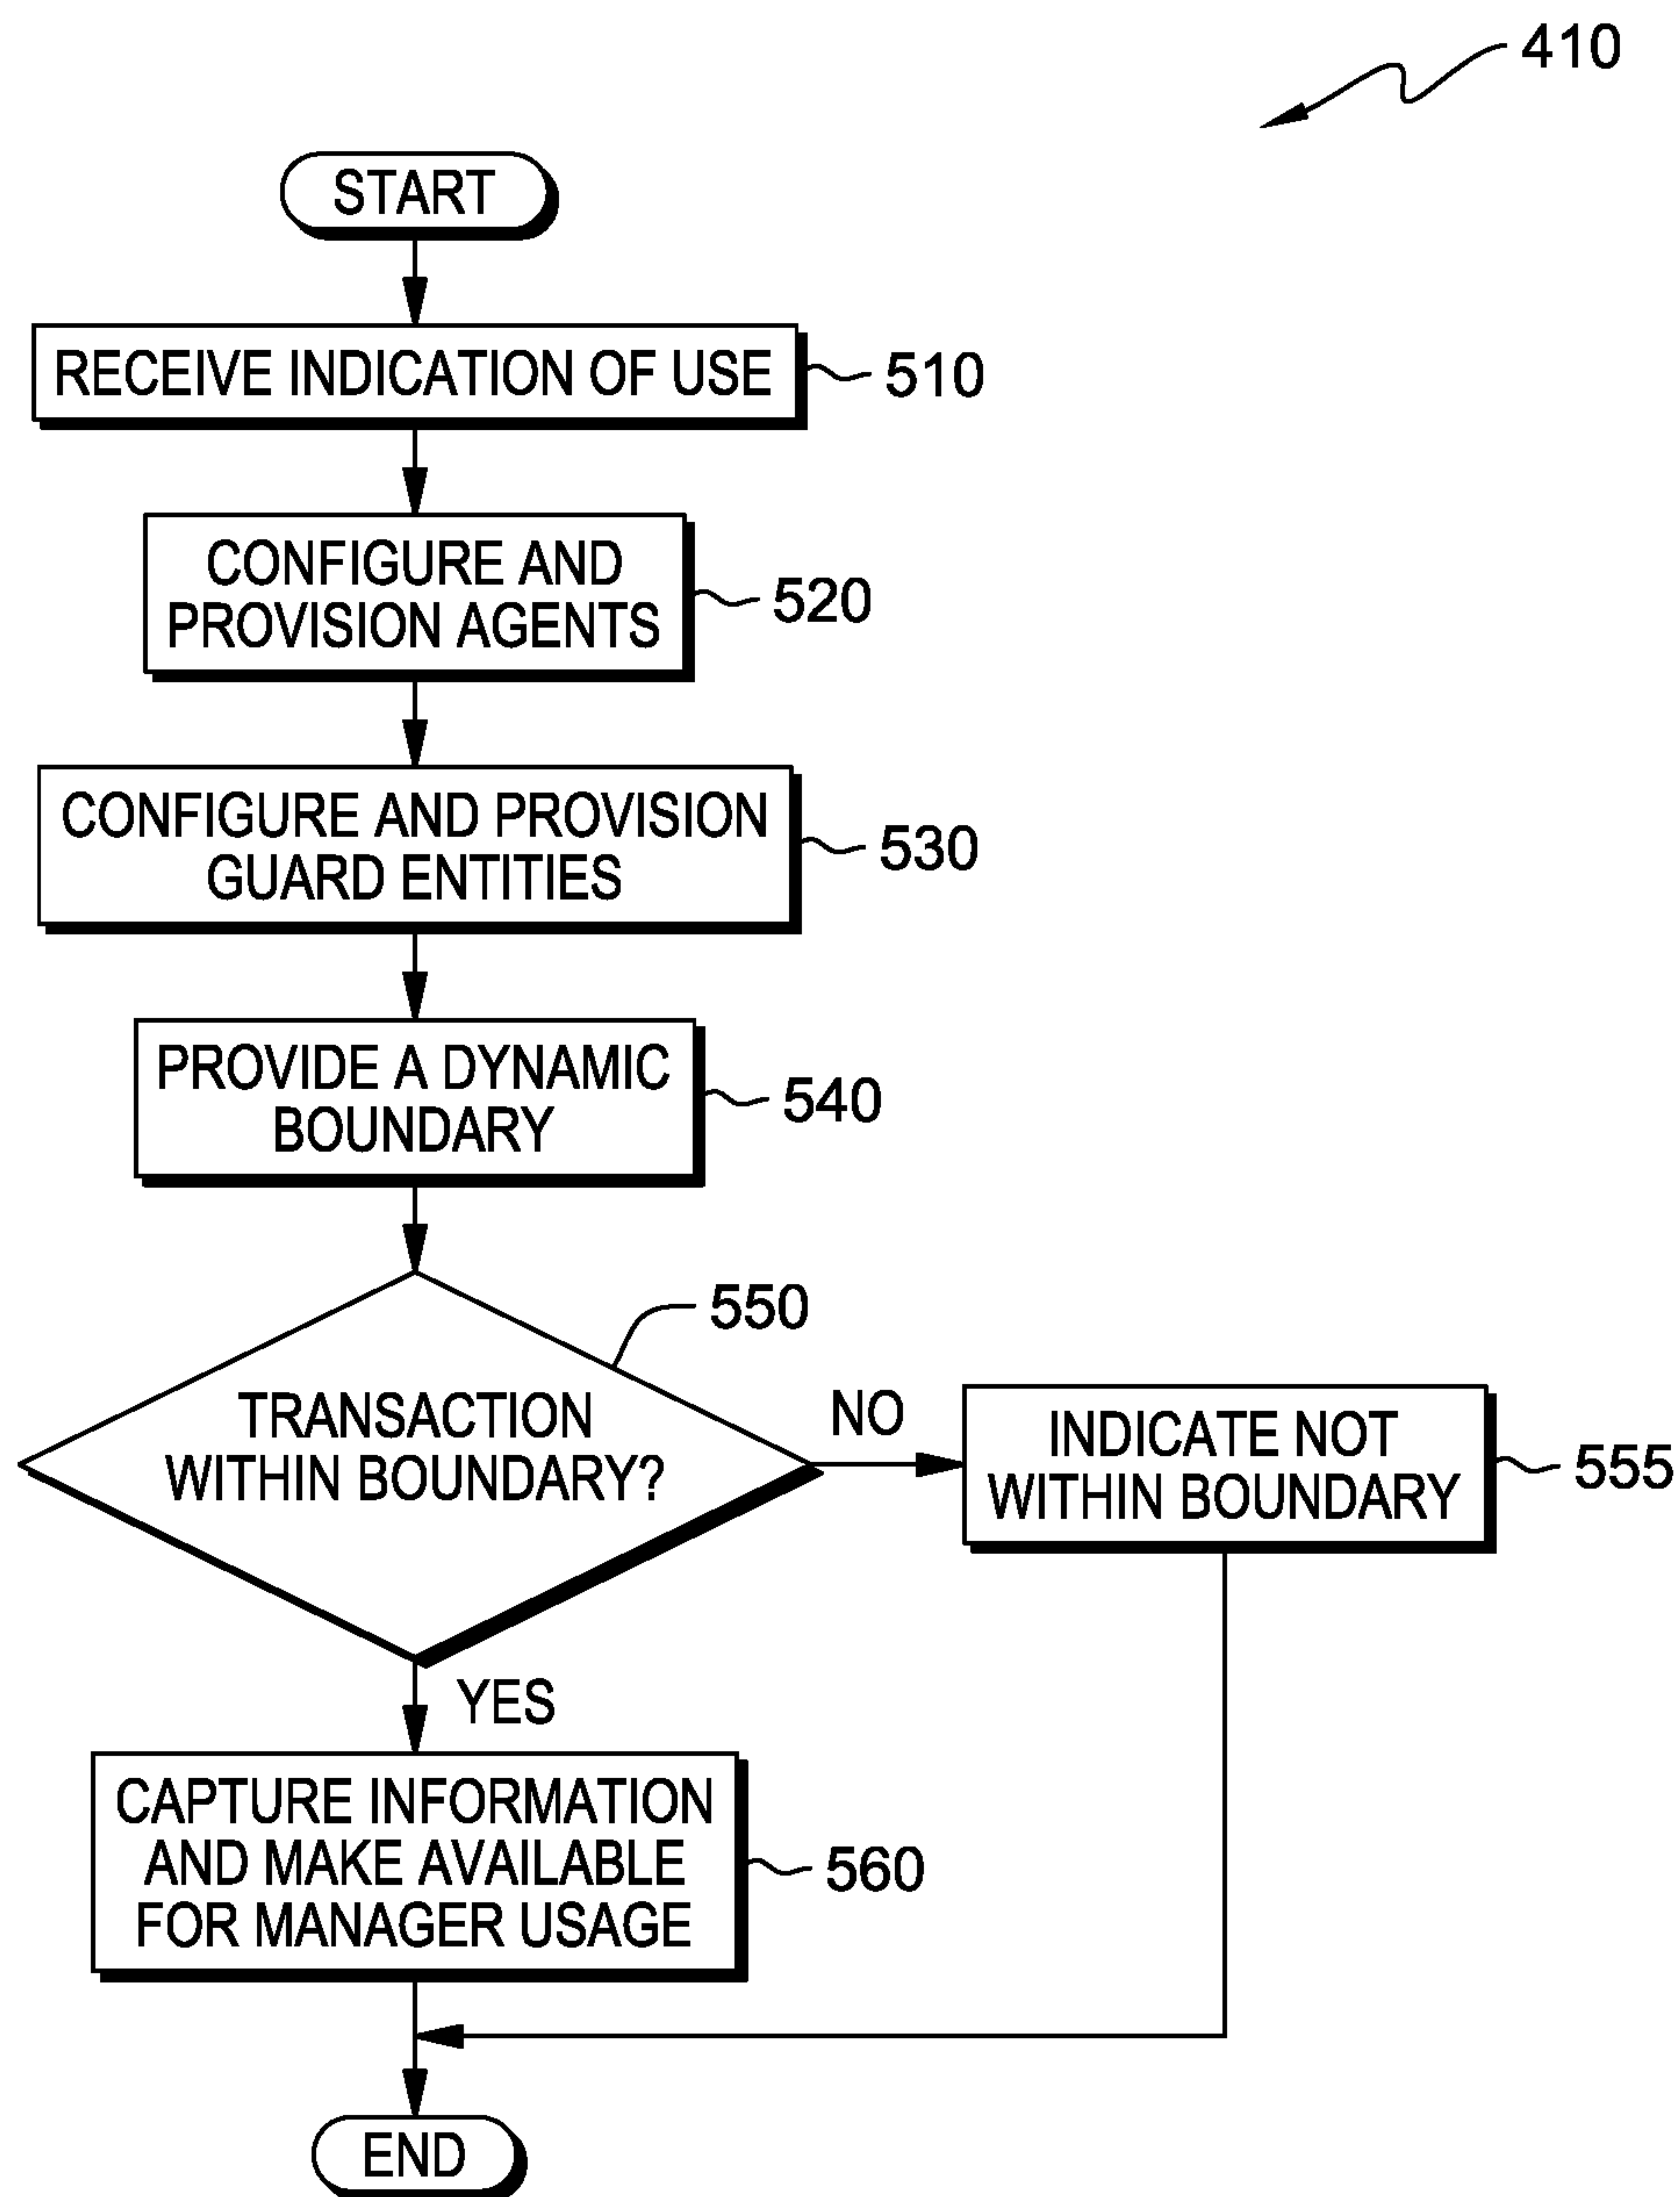 410
START
RECEIVE INDICATION OF USE
510
CONFIGURE AND
PROVISION AGENTS
520
CONFIGURE AND PROVISION
GUARD ENTITIES
530
PROVIDE A DYNAMIC
BOUNDARY
540
550
TRANSACTION
WITHIN BOUNDARY?
NO
INDICATE NOT
WITHIN BOUNDARY
555
YES
CAPTURE INFORMATION
AND MAKE AVAILABLE
FOR MANAGER USAGE
560
END